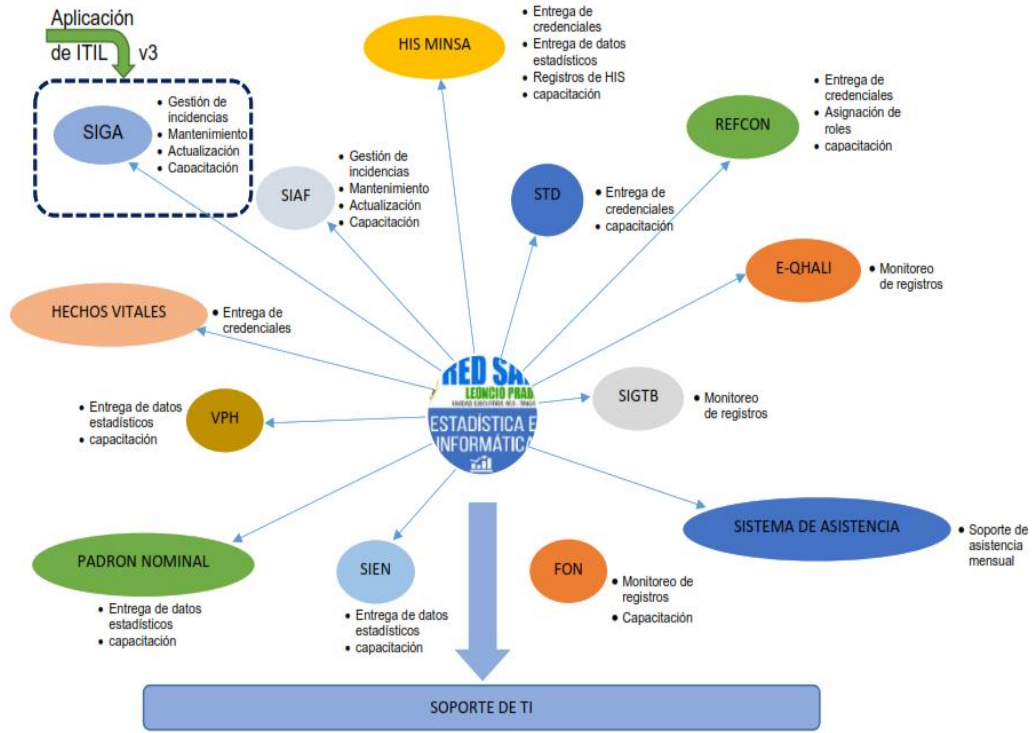 Aplicación
de ITIL v3
SIGA
• Gestión de
incidencias
• Mantenimiento
• Actualización
• Capacitación
SIAF
• Gestión de
incidencias
• Mantenimiento
• Actualización
• Capacitación
HIS MINSA
• Entrega de
credenciales
• Entrega de datos
estadísticos
• Registros de HIS
• capacitación
STD
• Entrega de
credenciales
• capacitación
REFCON
• Entrega de
credenciales
• Asignación de
roles
• capacitación
E-QHALI
• Monitoreo
de registros
HECHOS VITALES
• Entrega de
credenciales
RED SA
LEONCIO PRAD
ESTADÍSTICA E
INFORMÁTICA
SIGTB
• Monitoreo
de registros
• Entrega de datos
estadísticos
• capacitación
VPH
SISTEMA DE ASISTENCIA
• Soporte de
asistencia
mensual
PADRON NOMINAL
• Entrega de datos
estadísticos
• capacitación
SIEN
• Entrega de datos
estadísticos
• capacitación
FON
• Monitoreo de
registros
• Capacitación
SOPORTE DE TI